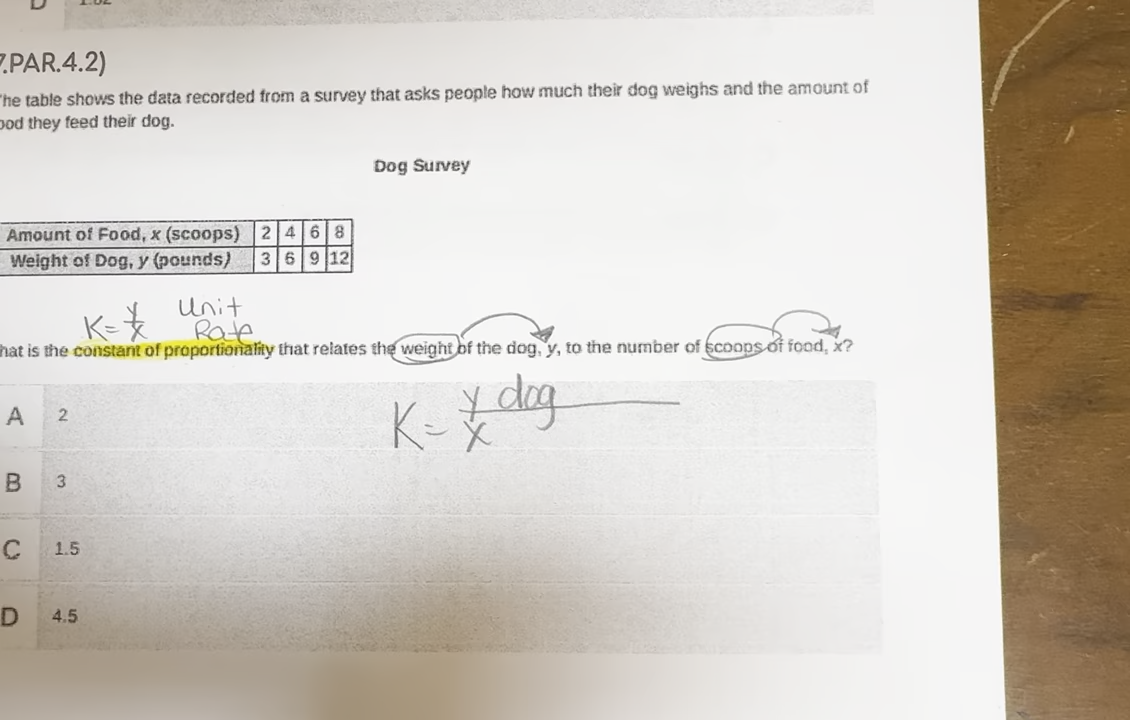 7.PAR.4.2)
The table shows the data recorded from a survey that asks people how much their dog weighs and the amount of
food they feed their dog.
Dog Survey
Amount of Food, x (scoops) 2 4 6 8
Weight of Dog, y (pounds) 3 6 9 12
K = y/x Unit Rate
hat is the constant of proportionality that relates the weight of the dog, y, to the number of scoops of food, x?
K = y/x dog
A 2
B 3
C 1.5
D 4.5